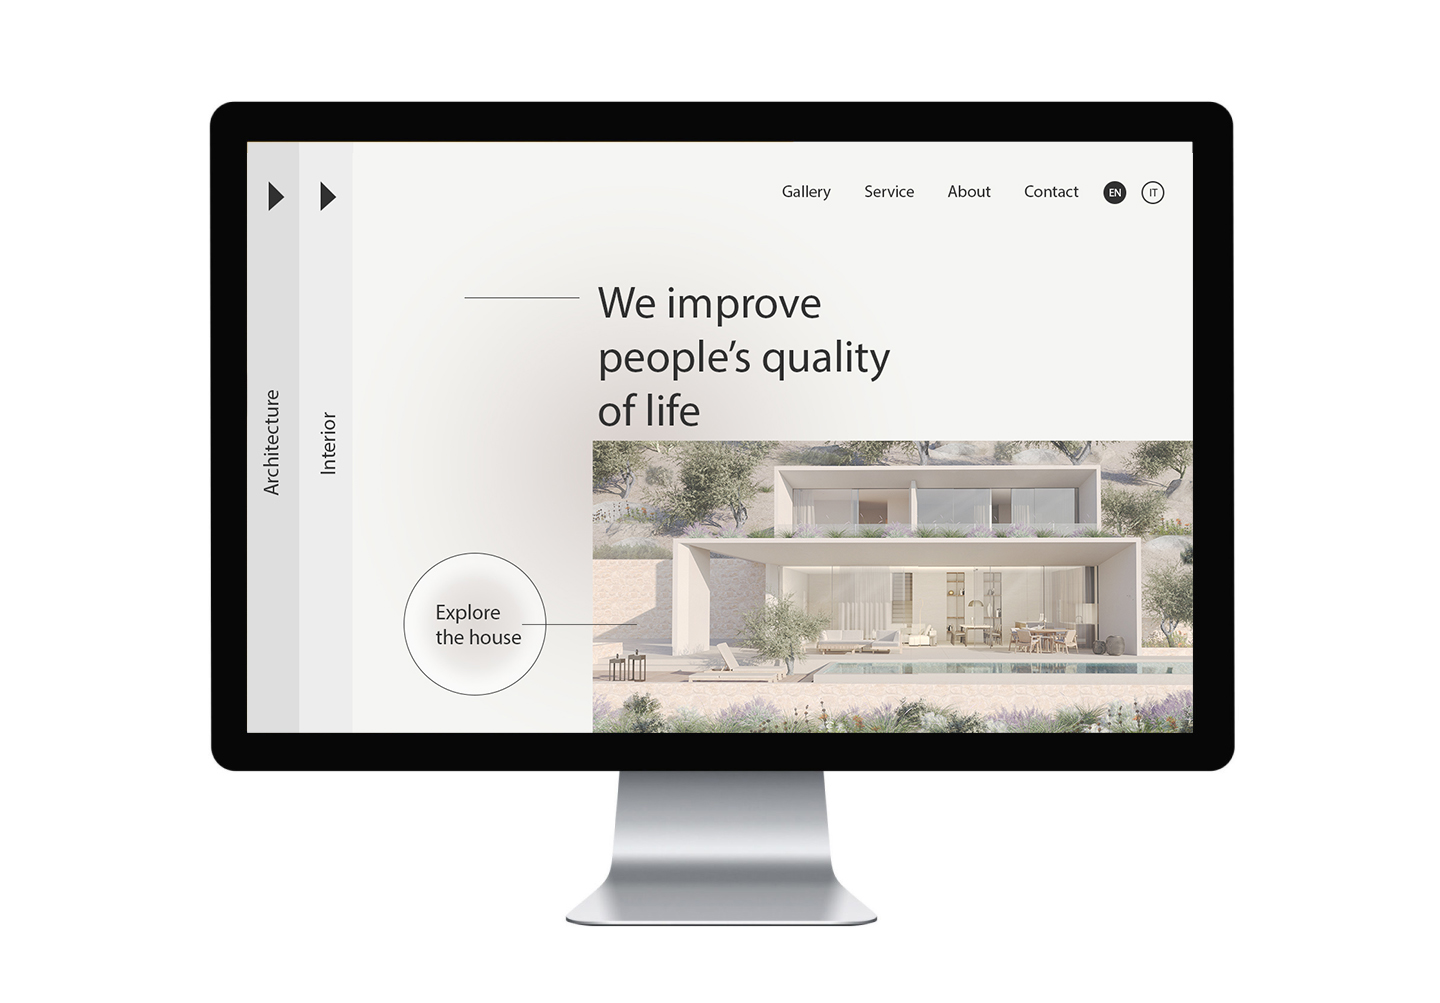 Gallery Service About Contact EN IT
Architecture
Interior
We improve
people’s quality
of life
Explore
the house